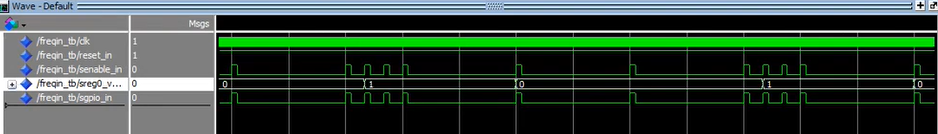 Wave - Default
Msgs
/freqin_tb/clk 1
/freqin_tb/reset_in 1
/freqin_tb/senable_in 0
/freqin_tb/sreg0_v... 0 0 1 0 1 0
/freqin_tb/sgpio_in 0